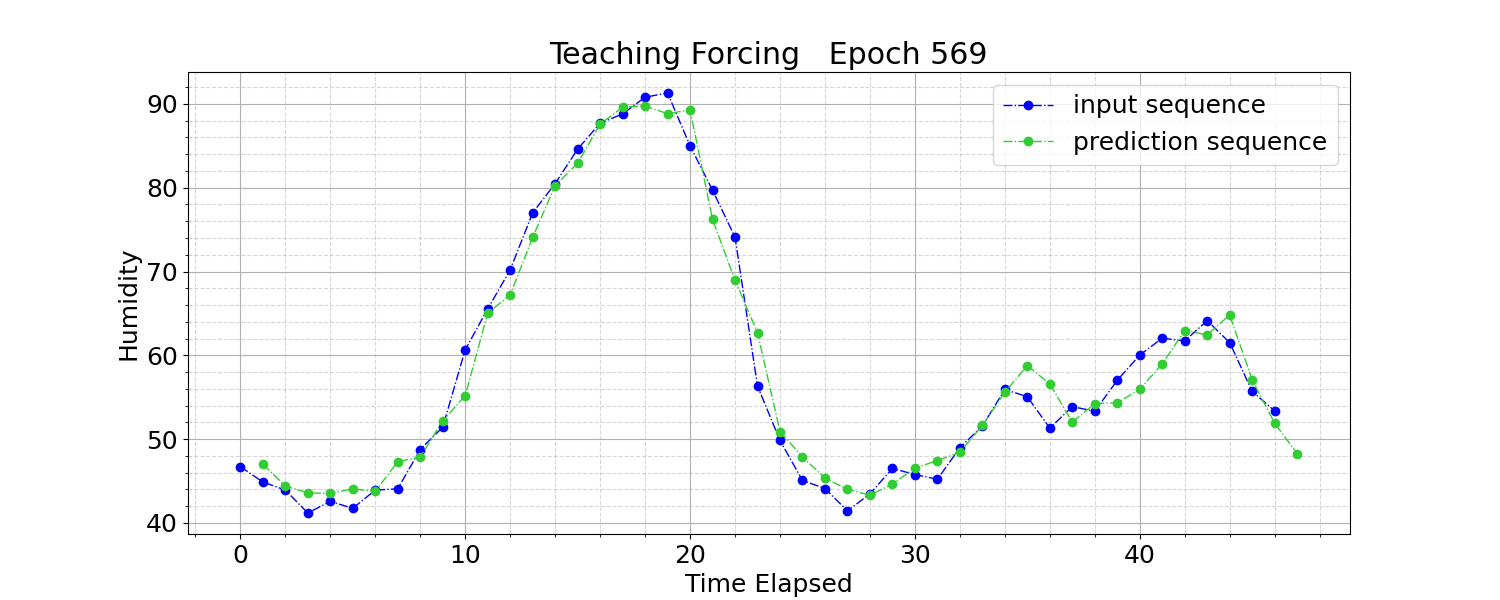 Teaching Forcing   Epoch 569
input sequence
prediction sequence
90
80
70
60
50
40
Humidity
0 10 20 30 40
Time Elapsed